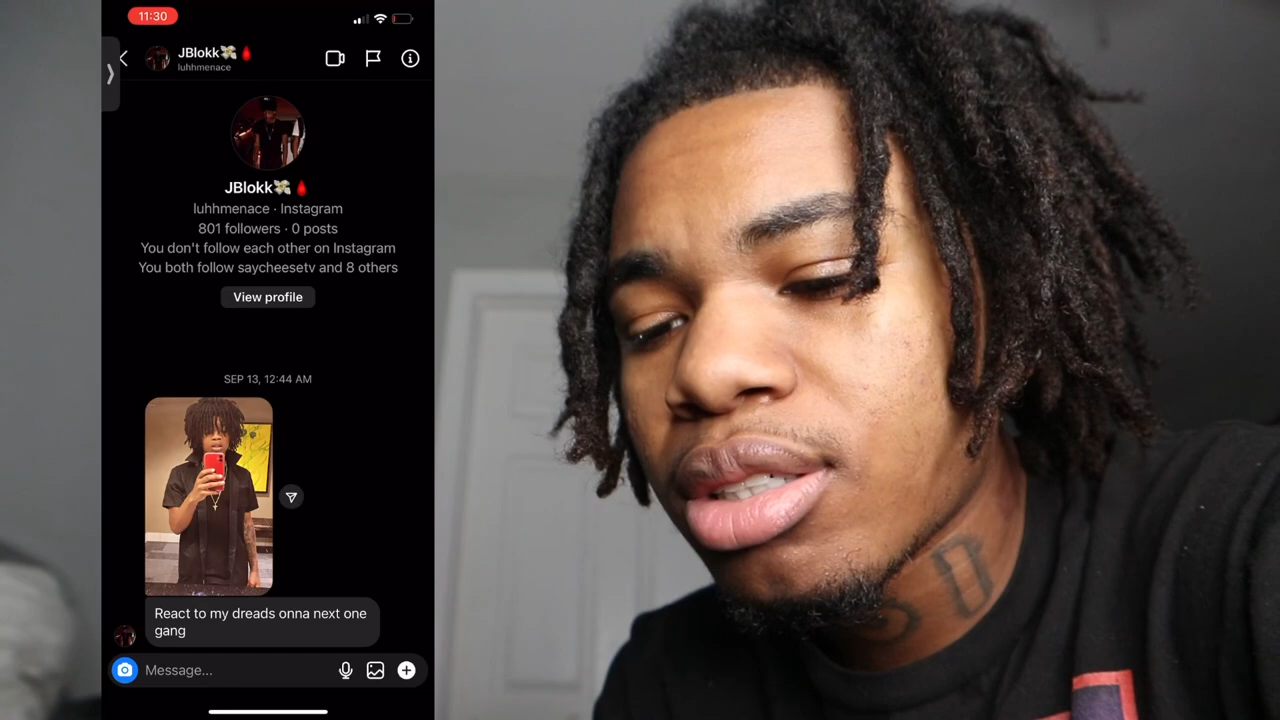 11:30
JBlokk💸🩸
luhhmenace
JBlokk💸🩸
luhhmenace · Instagram
801 followers · 0 posts
You don't follow each other on Instagram
You both follow saycheesetv and 8 others
View profile
SEP 13, 12:44 AM
React to my dreads onna next one
gang
Message...